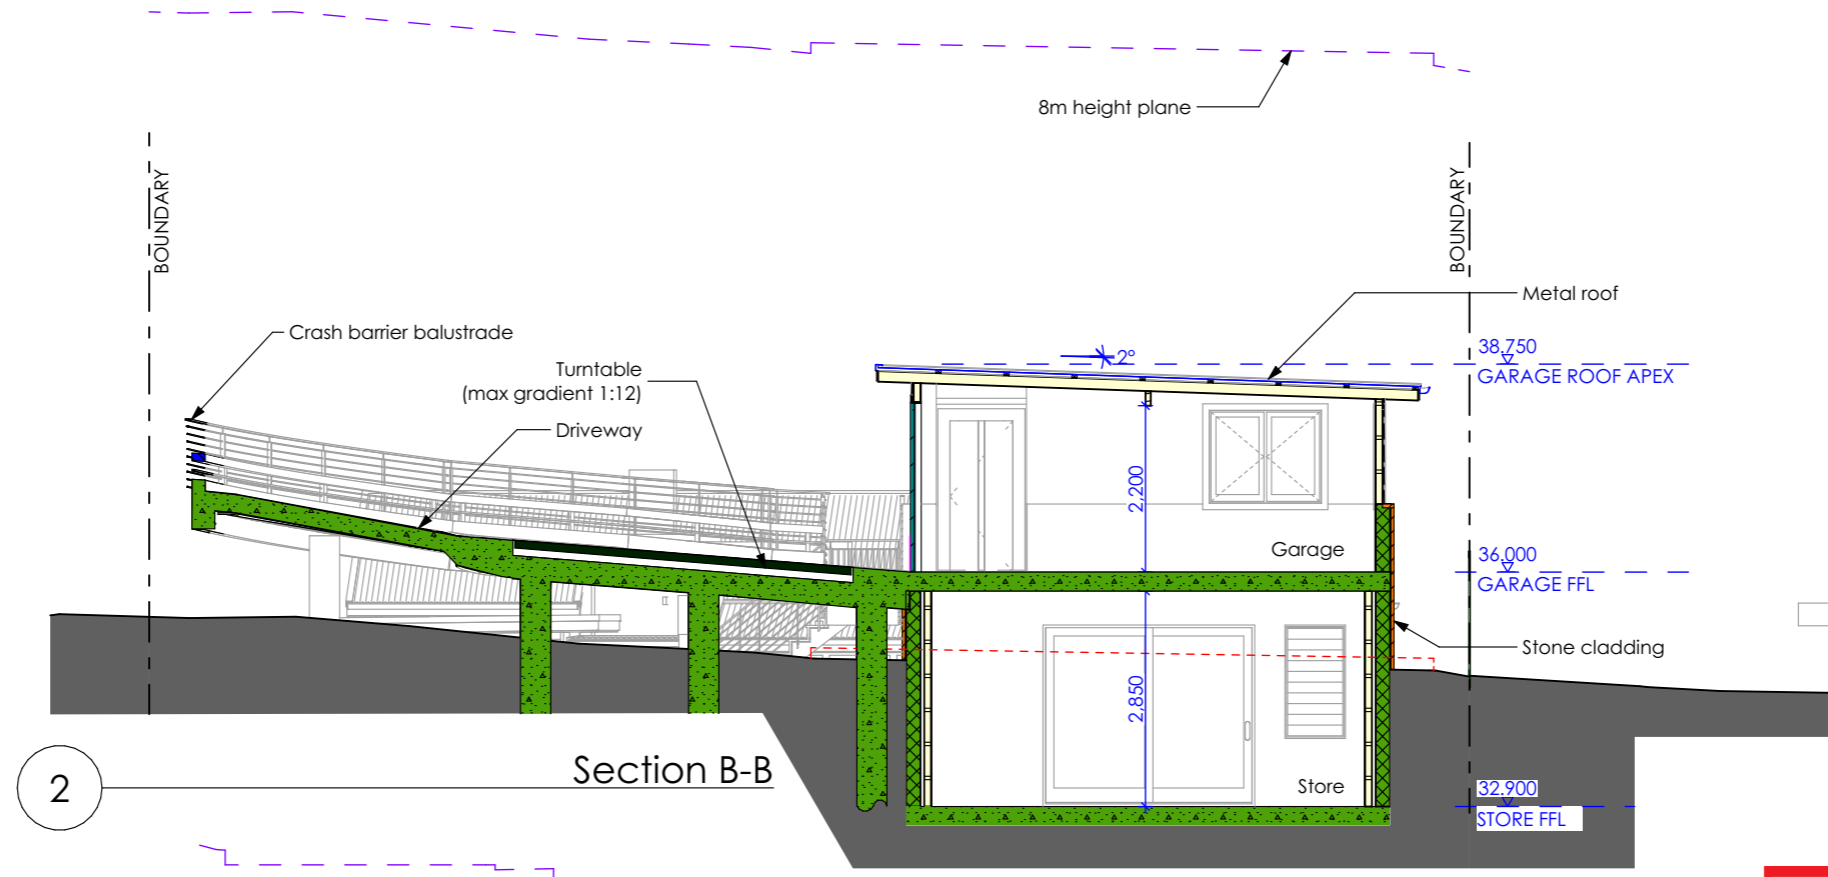 8m height plane
BOUNDARY
BOUNDARY
Metal roof
Crash barrier balustrade
2°
38.750
GARAGE ROOF APEX
Turntable
(max gradient 1:12)
Driveway
2,200
Garage
36.000
GARAGE FFL
Stone cladding
2,850
Section B-B
2
Store
32.900
STORE FFL